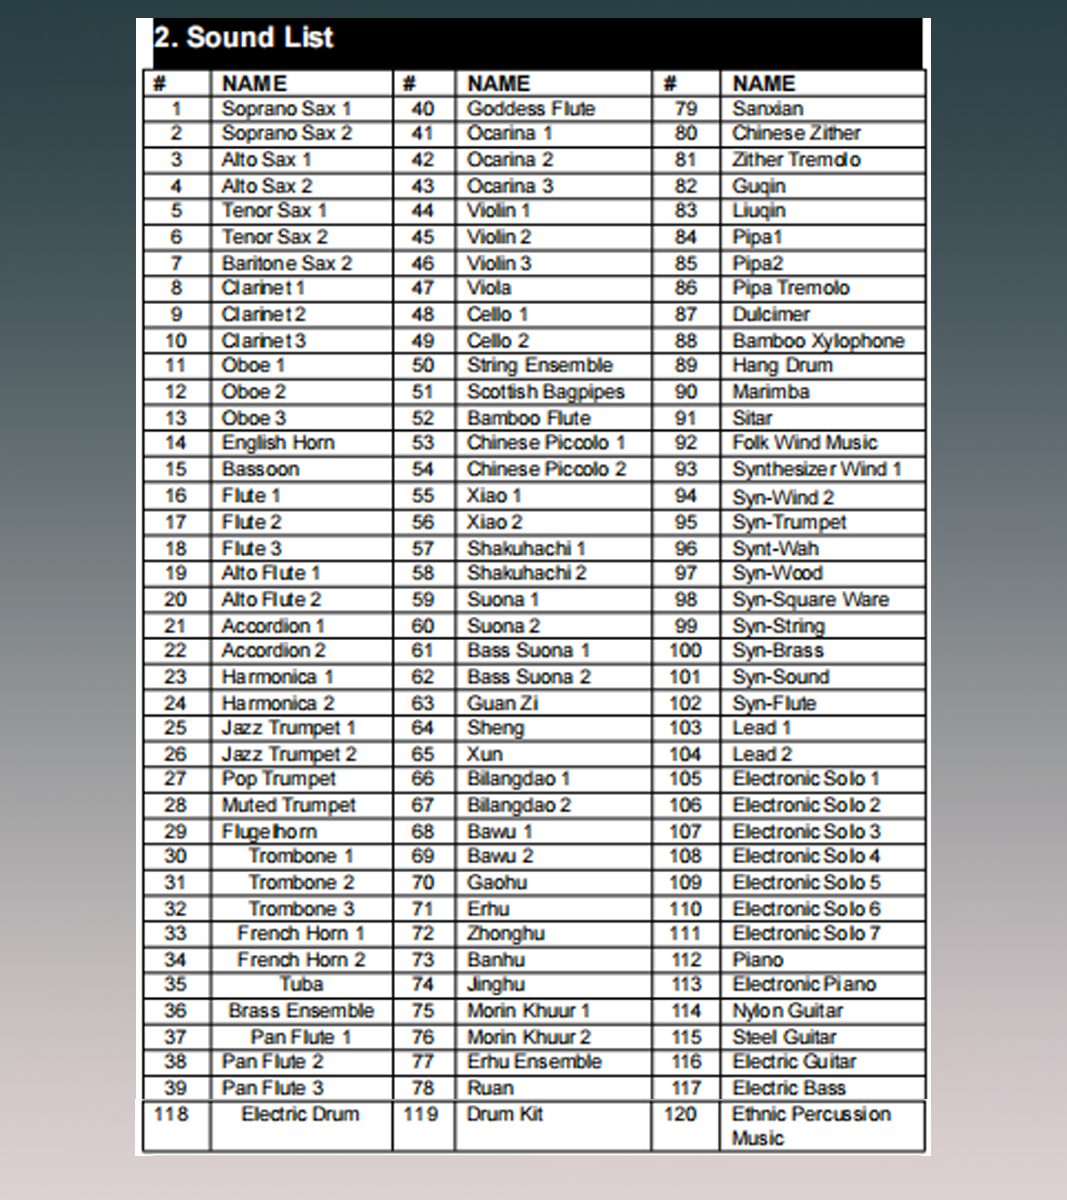 2. Sound List
# NAME # NAME # NAME
1 Soprano Sax 1 40 Goddess Flute 79 Sanxian
2 Soprano Sax 2 41 Ocarina 1 80 Chinese Zither
3 Alto Sax 1 42 Ocarina 2 81 Zither Tremolo
4 Alto Sax 2 43 Ocarina 3 82 Guqin
5 Tenor Sax 1 44 Violin 1 83 Liuqin
6 Tenor Sax 2 45 Violin 2 84 Pipa1
7 Baritone Sax 2 46 Violin 3 85 Pipa2
8 Clarinet 1 47 Viola 86 Pipa Tremolo
9 Clarinet 2 48 Cello 1 87 Dulcimer
10 Clarinet 3 49 Cello 2 88 Bamboo Xylophone
11 Oboe 1 50 String Ensemble 89 Hang Drum
12 Oboe 2 51 Scottish Bagpipes 90 Marimba
13 Oboe 3 52 Bamboo Flute 91 Sitar
14 English Horn 53 Chinese Piccolo 1 92 Folk Wind Music
15 Bassoon 54 Chinese Piccolo 2 93 Synthesizer Wind 1
16 Flute 1 55 Xiao 1 94 Syn-Wind 2
17 Flute 2 56 Xiao 2 95 Syn-Trumpet
18 Flute 3 57 Shakuhachi 1 96 Synt-Wah
19 Alto Flute 1 58 Shakuhachi 2 97 Syn-Wood
20 Alto Flute 2 59 Suona 1 98 Syn-Square Ware
21 Accordion 1 60 Suona 2 99 Syn-String
22 Accordion 2 61 Bass Suona 1 100 Syn-Brass
23 Harmonica 1 62 Bass Suona 2 101 Syn-Sound
24 Harmonica 2 63 Guan Zi 102 Syn-Flute
25 Jazz Trumpet 1 64 Sheng 103 Lead 1
26 Jazz Trumpet 2 65 Xun 104 Lead 2
27 Pop Trumpet 66 Bilangdao 1 105 Electronic Solo 1
28 Muted Trumpet 67 Bilangdao 2 106 Electronic Solo 2
29 Flugelhorn 68 Bawu 1 107 Electronic Solo 3
30 Trombone 1 69 Bawu 2 108 Electronic Solo 4
31 Trombone 2 70 Gaohu 109 Electronic Solo 5
32 Trombone 3 71 Erhu 110 Electronic Solo 6
33 French Horn 1 72 Zhonghu 111 Electronic Solo 7
34 French Horn 2 73 Banhu 112 Piano
35 Tuba 74 Jinghu 113 Electronic Piano
36 Brass Ensemble 75 Morin Khuur 1 114 Nylon Guitar
37 Pan Flute 1 76 Morin Khuur 2 115 Steel Guitar
38 Pan Flute 2 77 Erhu Ensemble 116 Electric Guitar
39 Pan Flute 3 78 Ruan 117 Electric Bass
118 Electric Drum 119 Drum Kit 120 Ethnic Percussion
Music